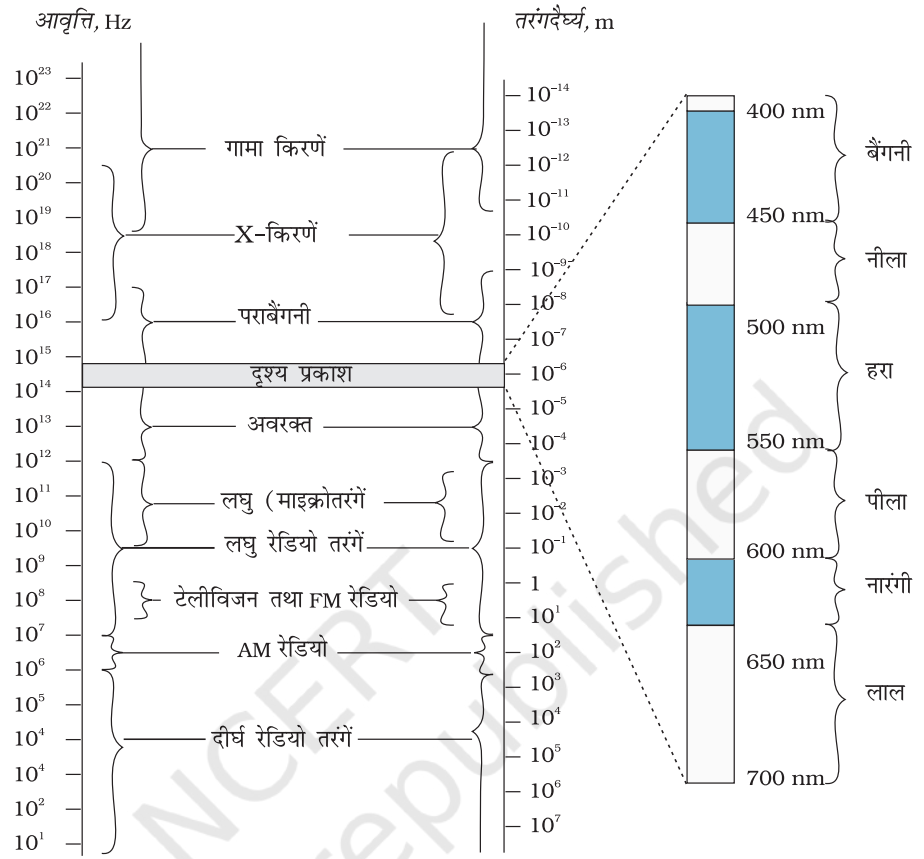 आवृत्ति, Hz
तरंगदैर्घ्य, m
10²³
10²²
10²¹
10²⁰
10¹⁹
10¹⁸
10¹⁷
10¹⁶
10¹⁵
10¹⁴
10¹³
10¹²
10¹¹
10¹⁰
10⁹
10⁸
10⁷
10⁶
10⁵
10⁴
10⁴
10²
10¹
गामा किरणें
X-किरणें
पराबैंगनी
दृश्य प्रकाश
अवरक्त
लघु (माइक्रोतरंगें
लघु रेडियो तरंगें
टेलीविजन तथा FM रेडियो
AM रेडियो
दीर्घ रेडियो तरंगें
10⁻¹⁴
10⁻¹³
10⁻¹²
10⁻¹¹
10⁻¹⁰
10⁻⁹
10⁻⁸
10⁻⁷
10⁻⁶
10⁻⁵
10⁻⁴
10⁻³
10⁻²
10⁻¹
1
10¹
10²
10³
10⁴
10⁵
10⁶
10⁷
400 nm
450 nm
500 nm
550 nm
600 nm
650 nm
700 nm
बैंगनी
नीला
हरा
पीला
नारंगी
लाल
NCERT
republished